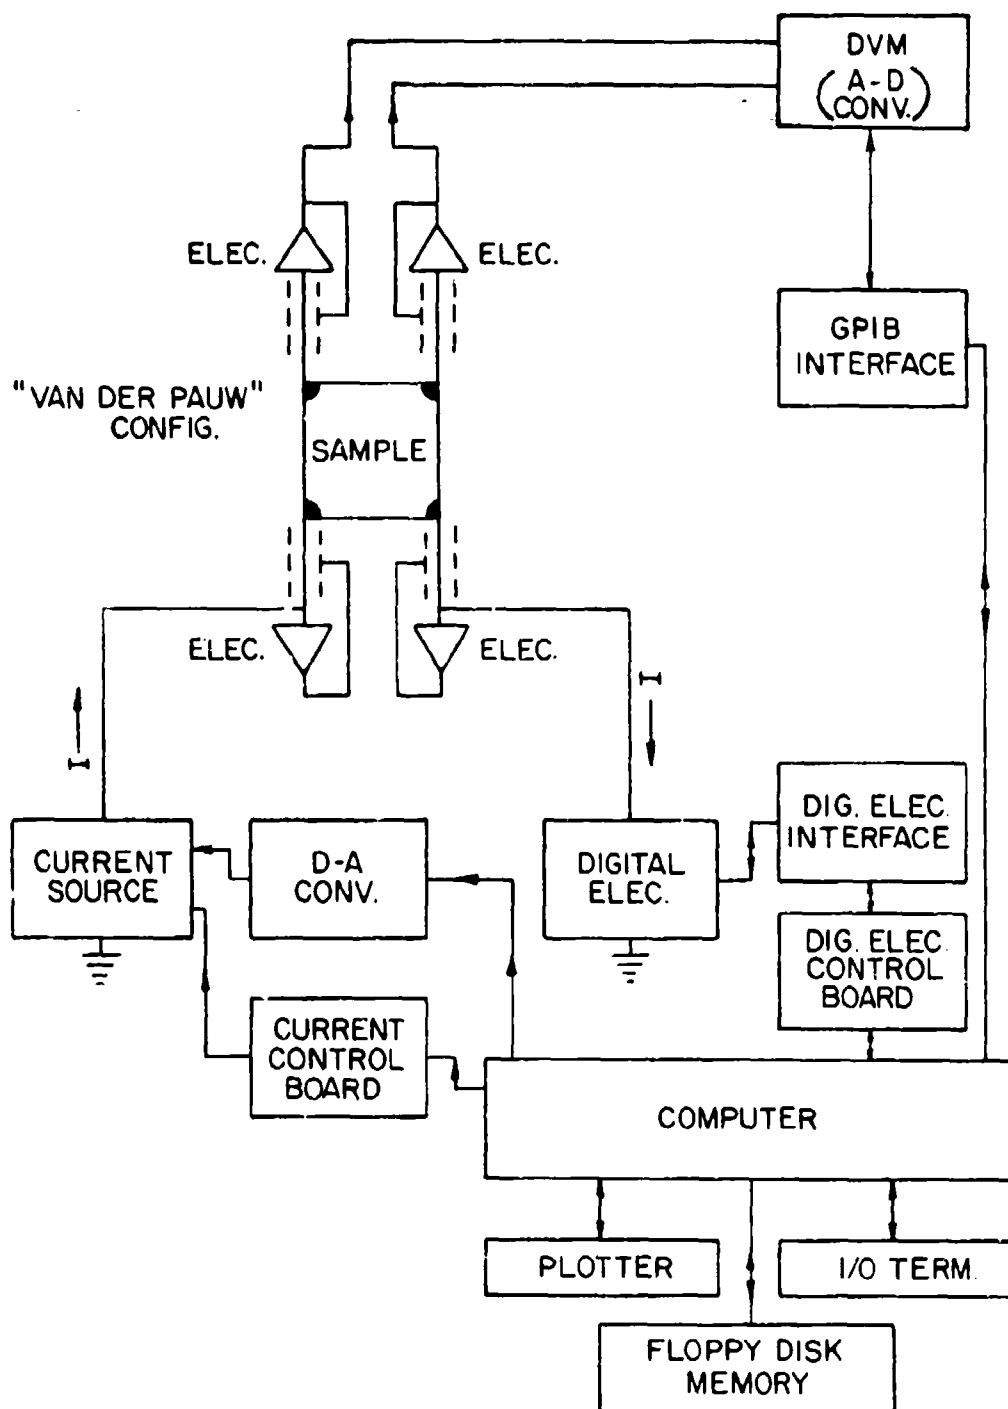 DVM
(A-D
CONV.)
ELEC.
ELEC.
GPIB
INTERFACE
"VAN DER PAUW"
CONFIG.
SAMPLE
ELEC.
ELEC.
I
I
CURRENT
SOURCE
D-A
CONV.
DIGITAL
ELEC.
DIG. ELEC.
INTERFACE
DIG. ELEC
CONTROL
BOARD
CURRENT
CONTROL
BOARD
COMPUTER
PLOTTER
I/O TERM.
FLOPPY DISK
MEMORY